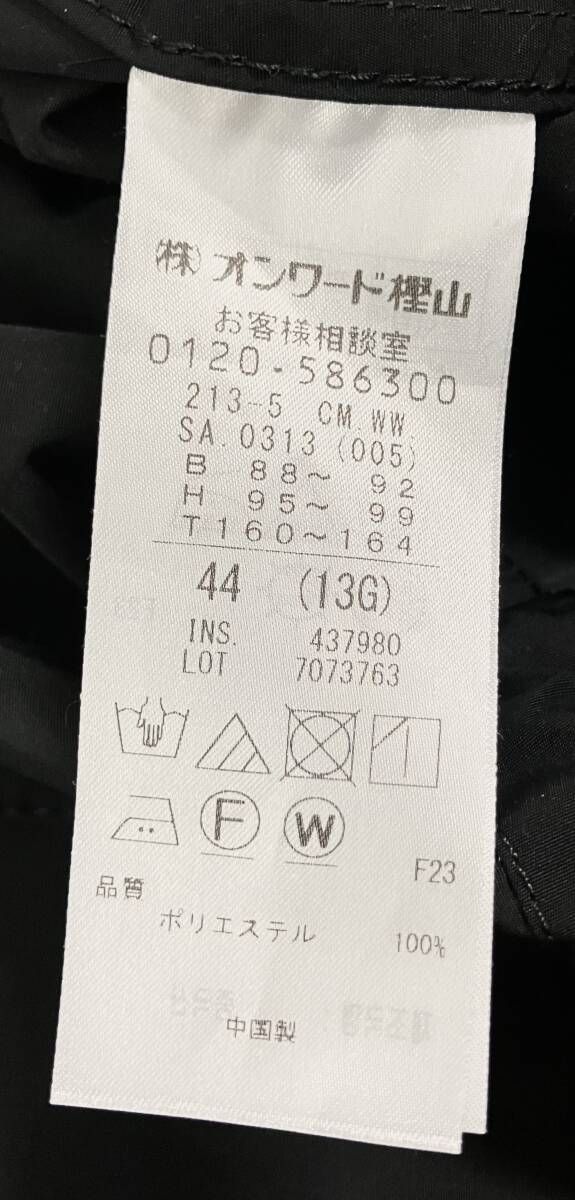 (株)オンワード樫山
お客様相談室
0120-586300
213-5 CM.WW.
SA.0313(005)
B 88～ 92
H 95～ 99
T160～164
44 (13G)
INS. 437980
LOT 7073763
F W
F23
品質
ポリエステル 100%
中国製